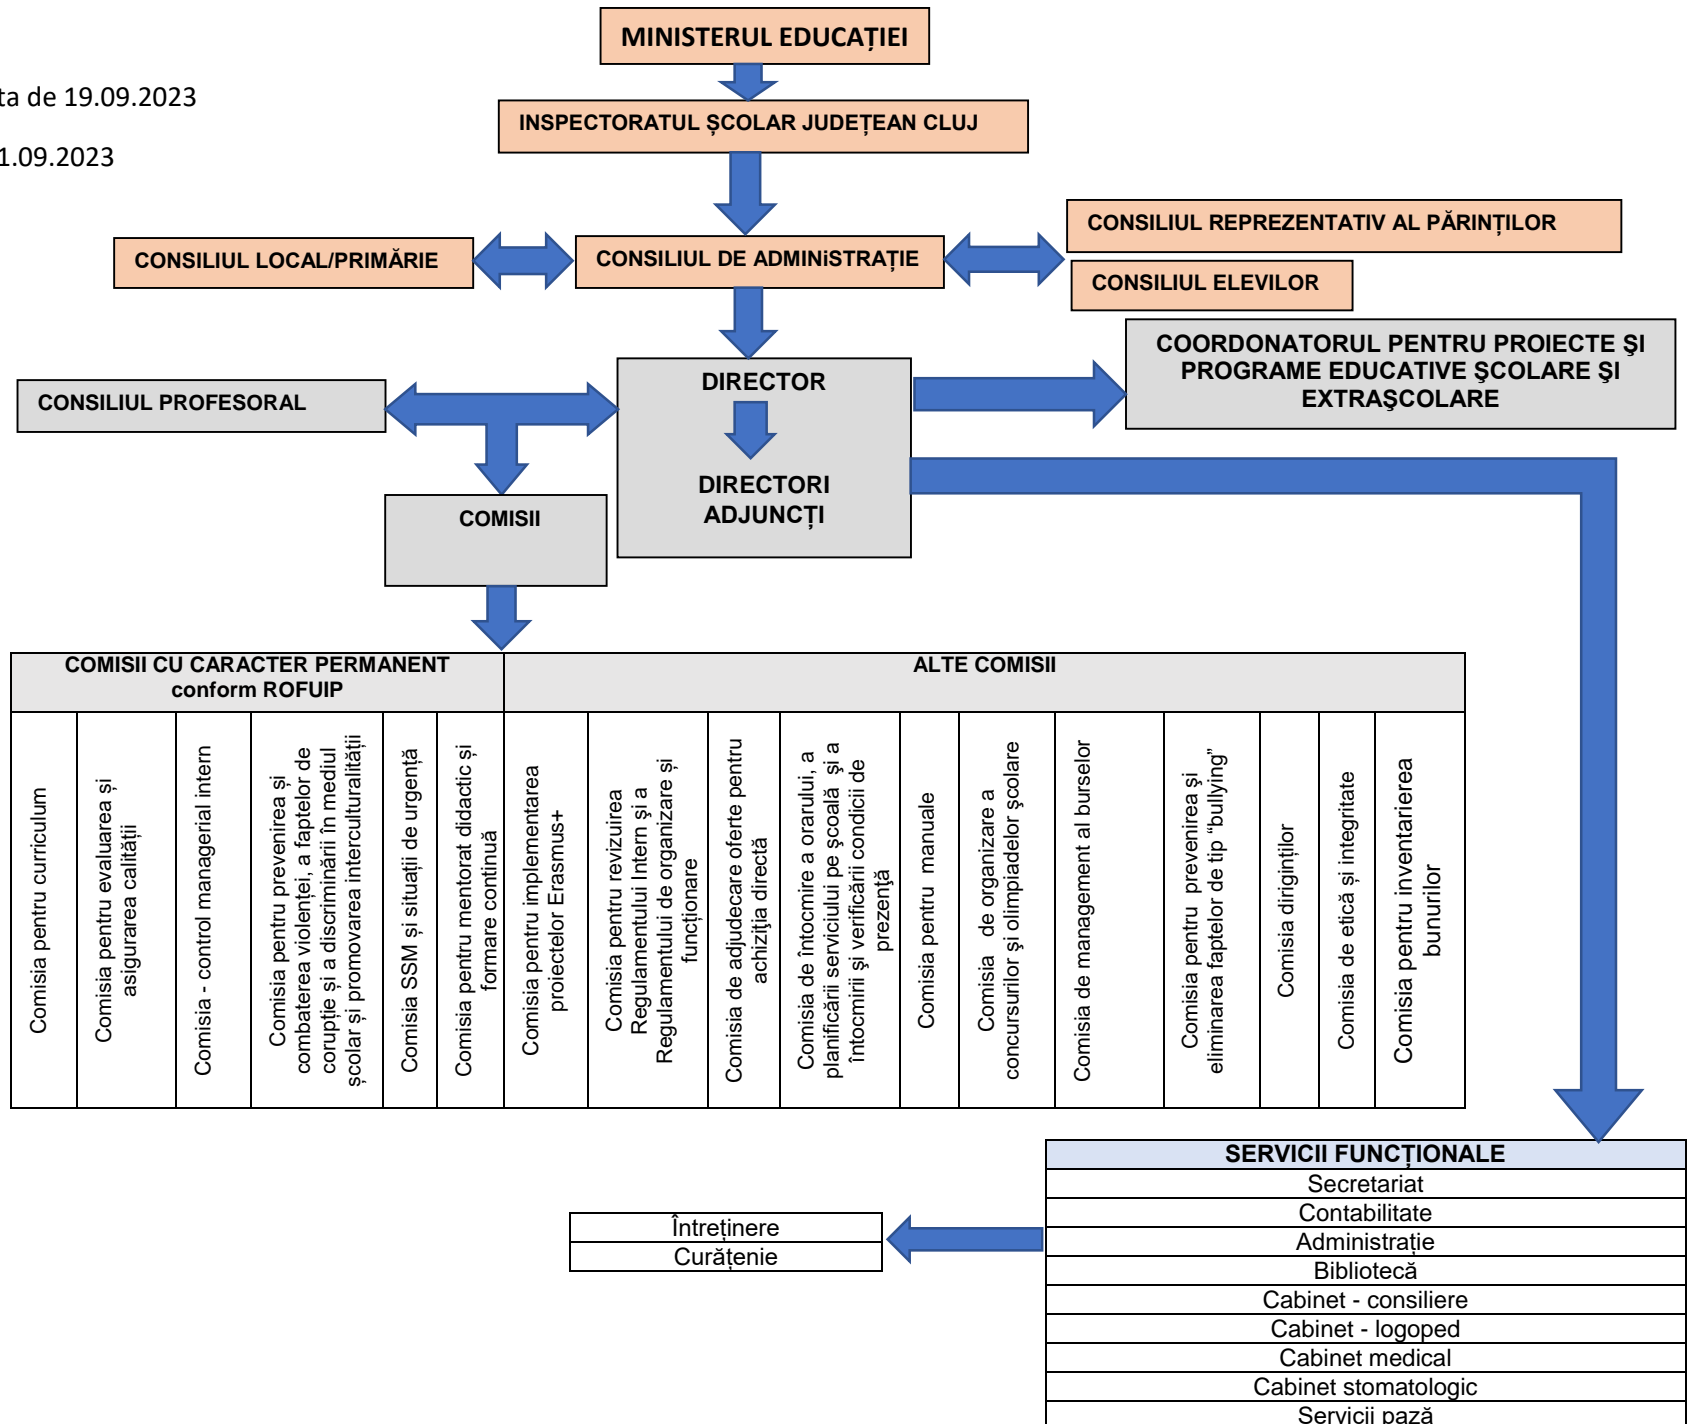 MINISTERUL EDUCAȚIEI
ta de 19.09.2023
INSPECTORATUL ȘCOLAR JUDEȚEAN CLUJ
1.09.2023
CONSILIUL REPREZENTATIV AL PĂRINȚILOR
CONSILIUL LOCAL/PRIMĂRIE
CONSILIUL DE ADMINiSTRAȚIE
CONSILIUL ELEVILOR
COORDONATORUL PENTRU PROIECTE ŞI
PROGRAME EDUCATIVE ŞCOLARE ŞI
EXTRAŞCOLARE
CONSILIUL PROFESORAL
DIRECTOR
DIRECTORI
ADJUNCȚI
COMISII
COMISII CU CARACTER PERMANENT
conform ROFUIP
ALTE COMISII
Comisia pentru curriculum
Comisia pentru evaluarea și
asigurarea calității
Comisia - control managerial intern
Comisia pentru prevenirea și
combaterea violenței, a faptelor de
corupție și a discriminării în mediul
școlar și promovarea interculturalității
Comisia SSM și situații de urgență
Comisia pentru mentorat didactic și
formare continuă
Comisia pentru implementarea
proiectelor Erasmus+
Comisia pentru revizuirea
Regulamentului Intern şi a
Regulamentului de organizare și
funcționare
Comisia de adjudecare oferte pentru
achiziţia directă
Comisia de întocmire a orarului, a
planificării serviciului pe şcoală şi a
întocmirii şi verificării condicii de
prezenţă
Comisia pentru manuale
Comisia de organizare a
concursurilor şi olimpiadelor şcolare
Comisia de management al burselor
Comisia pentru prevenirea şi
eliminarea faptelor de tip “bullying”
Comisia diriginților
Comisia de etică și integritate
Comisia pentru inventarierea
bunurilor
SERVICII FUNCȚIONALE
Secretariat
Contabilitate
Administrație
Bibliotecă
Cabinet - consiliere
Cabinet - logoped
Cabinet medical
Cabinet stomatologic
Servicii pază
Întreținere
Curățenie